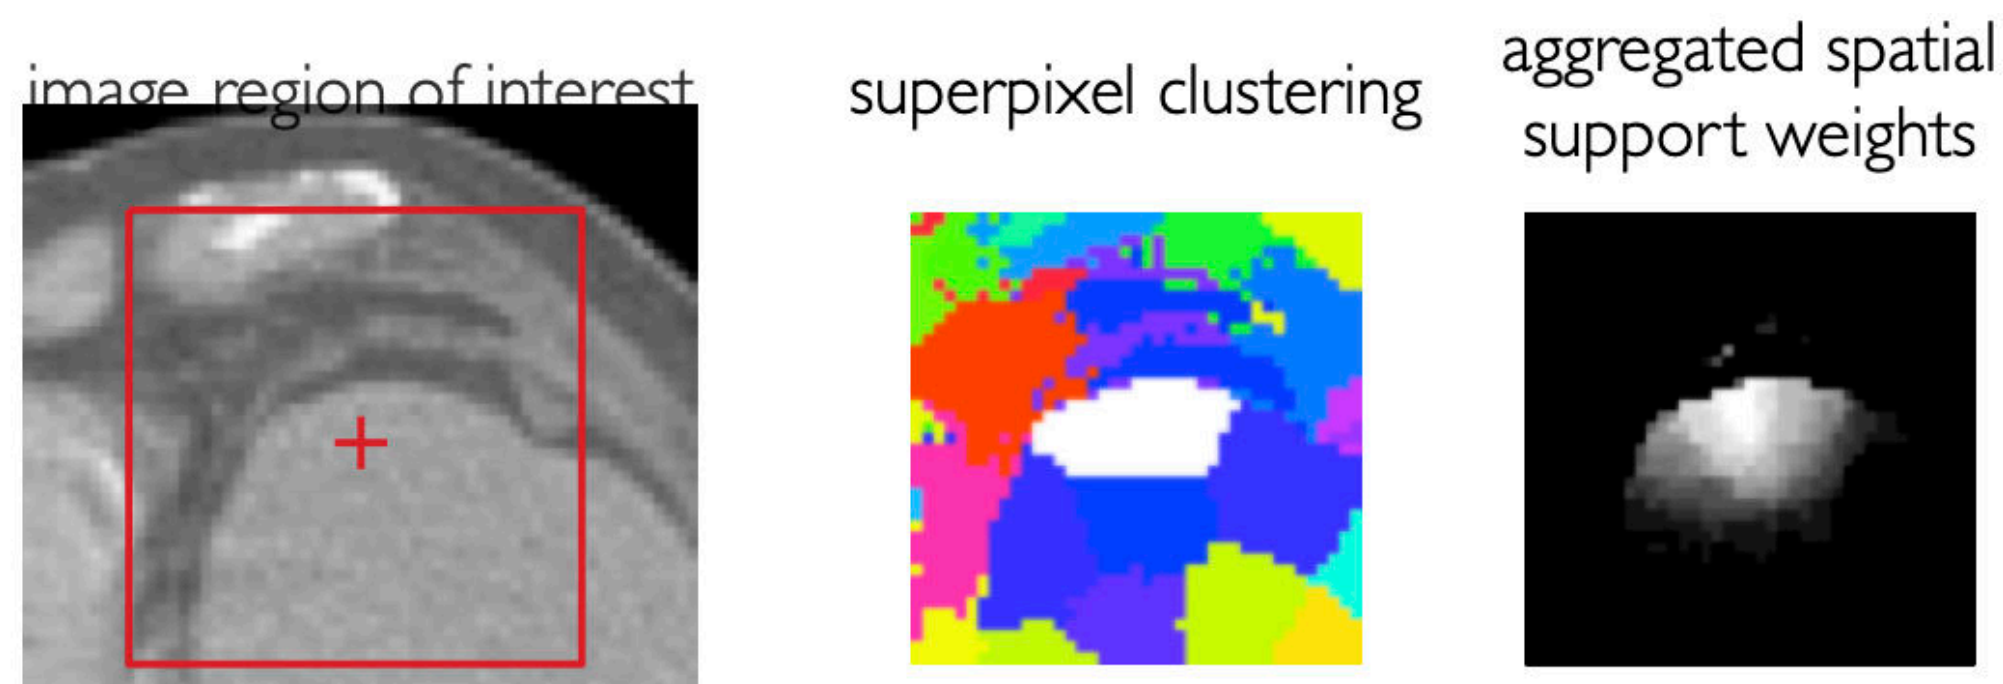 image region of interest
superpixel clustering
aggregated spatial
support weights